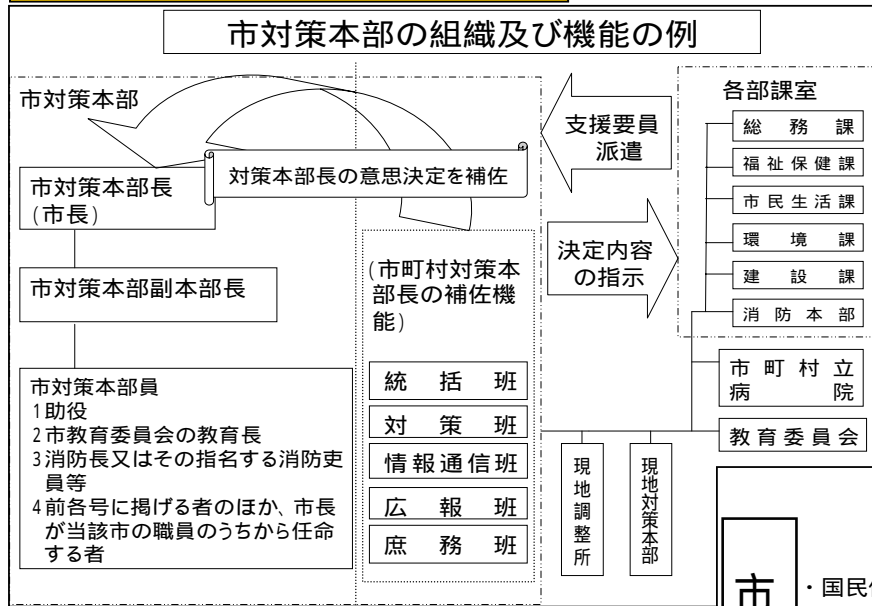 市対策本部の組織及び機能の例
市対策本部
対策本部長の意思決定を補佐
市対策本部長
(市長)
市対策本部副本部長
市対策本部員
1助役
2市教育委員会の教育長
3消防長又はその指名する消防吏
員等
4前各号に掲げる者のほか、市長
が当該市の職員のうちから任命
する者
(市町村対策本
部長の補佐機
能)
統括班
対策班
情報通信班
広報班
庶務班
支援要員
派遣
決定内容
の指示
各部課室
総務課
福祉保健課
市民生活課
環境課
建設課
消防本部
市町村立
病院
教育委員会
現地調整所
現地対策本部
市
・国民